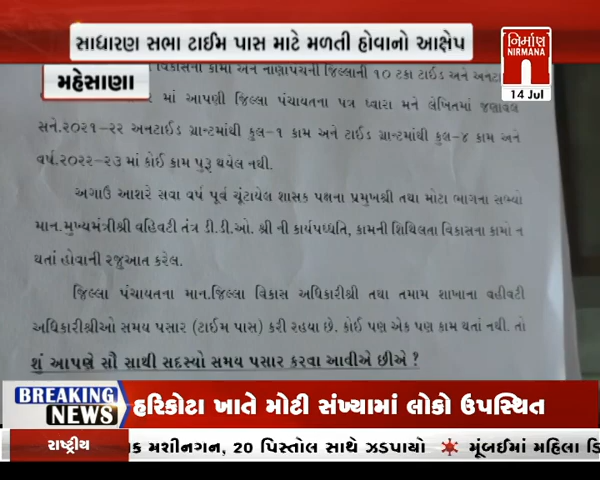 સાધારણ સભા ટાઈમ પાસ માટે મળતી હોવાનો આક્ષેપ
નિર્માણ
NIRMANA
મહેસાણા
14 Jul
વિકાસના કામો અને નાણાપંચની જિલ્લાની ૧૦ ટકા ટાઈડ અને
માં આપણી જિલ્લા પંચાયતના પત્ર ધ્વારા મને લેખિતમાં જણાવેલ
સને.૨૦૨૧-૨૨ અનટાઈડ ગ્રાન્ટમાંથી કુલ-૧ કામ અને ટાઈડ ગ્રાન્ટમાંથી કુલ-૪ કામ અને
વર્ષ.૨૦૨૨-૨૩ માં કોઈ કામ પુરૂ થયેલ નથી.
અગાઉ આશરે સવા વર્ષ પૂર્વ ચૂંટાયેલ શાસક પક્ષના પ્રમુખશ્રી તથા મોટા ભાગના સભ્યો
માન.મુખ્યમંત્રીશ્રી વહિવટી તંત્ર ડી.ડી.ઓ. શ્રી ની કાર્યપધ્ધતિ, કામની શિથિલતા વિકાસના કામો ન
થતાં હોવાની રજુઆત કરેલ.
જિલ્લા પંચાયતના માન.જિલ્લા વિકાસ અધિકારીશ્રી તથા તમામ શાખાના વહીવટી
અધિકારીશ્રીઓ સમય પસાર (ટાઈમ પાસ) કરી રહયા છે. કોઈ પણ એક પણ કામ થતાં નથી. તો
શું આપણે સૌ સાથી સદસ્યો સમય પસાર કરવા આવીએ છીએ ?
BREAKING NEWS
હરિકોટા ખાતે મોટી સંખ્યામાં લોકો ઉપસ્થિત
રાષ્ટ્રીય
ક મશીનગન, 20 પિસ્તોલ સાથે ઝડપાયો મૂંબઈમાં મહિલા ડિ